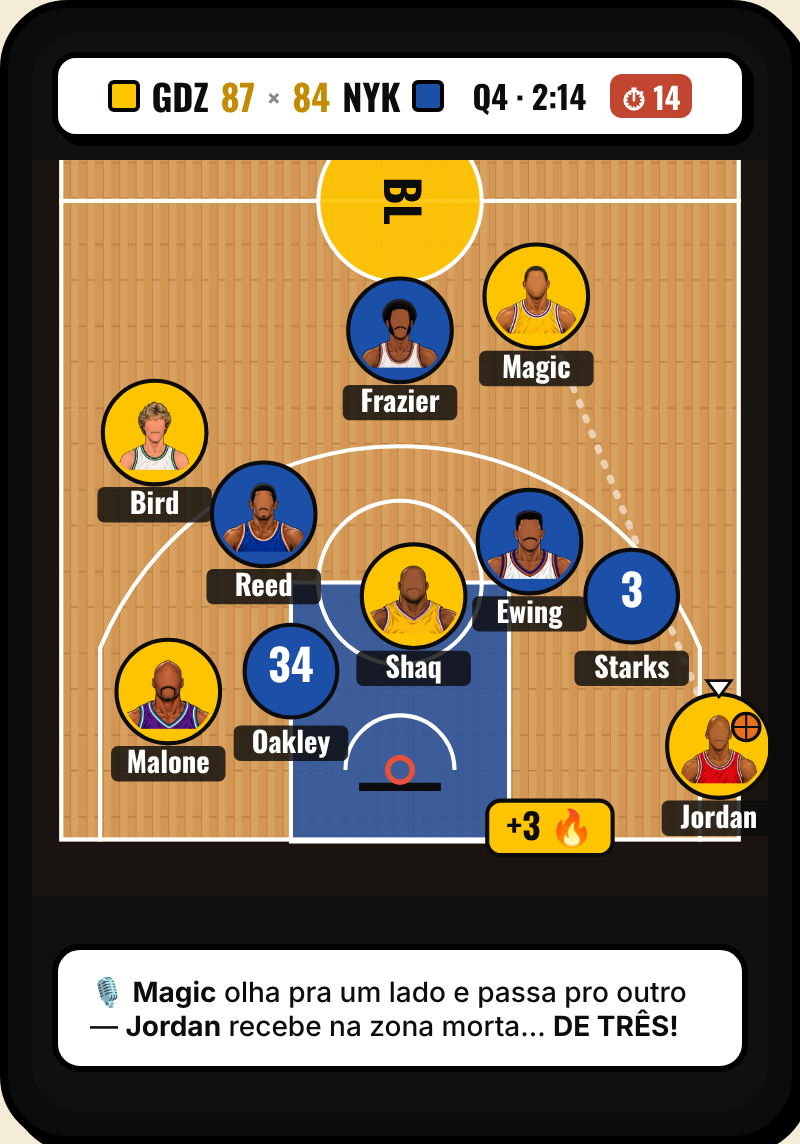 GDZ 87 × 84 NYK Q4 · 2:14 ⏱ 14
BL
Magic
Frazier
Bird
Reed
Ewing
3
Starks
Shaq
34
Oakley
Malone
Jordan
+3 🔥
🎙️ Magic olha pra um lado e passa pro outro
— Jordan recebe na zona morta… DE TRÊS!